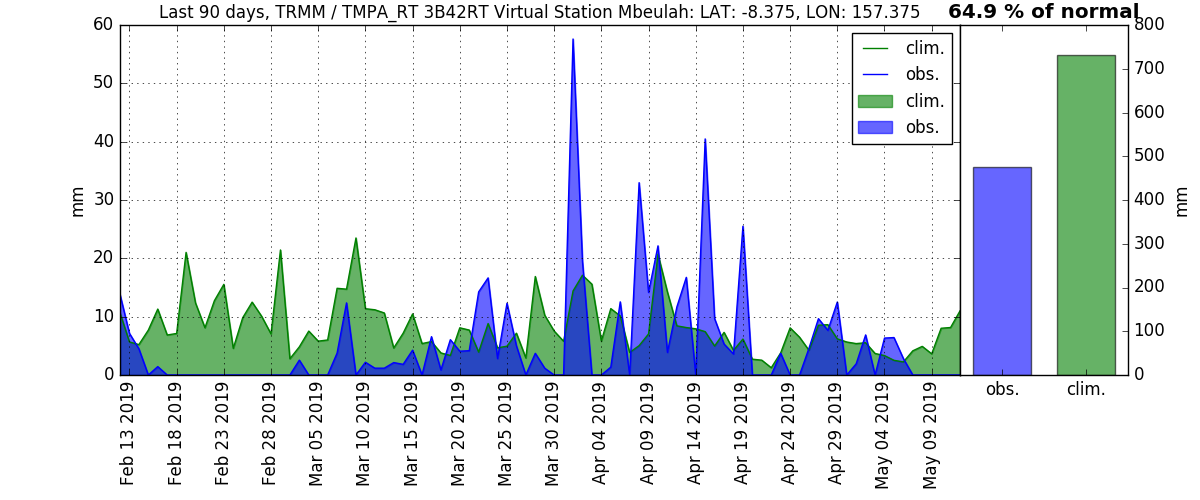 Last 90 days, TRMM / TMPA_RT 3B42RT Virtual Station Mbeulah: LAT: -8.375, LON: 157.375
64.9 % of normal
mm
60
50
40
30
20
10
0
clim.
obs.
clim.
obs.
Feb 13 2019
Feb 18 2019
Feb 23 2019
Feb 28 2019
Mar 05 2019
Mar 10 2019
Mar 15 2019
Mar 20 2019
Mar 25 2019
Mar 30 2019
Apr 04 2019
Apr 09 2019
Apr 14 2019
Apr 19 2019
Apr 24 2019
Apr 29 2019
May 04 2019
May 09 2019
800
700
600
500
400
300
200
100
0
mm
obs.
clim.